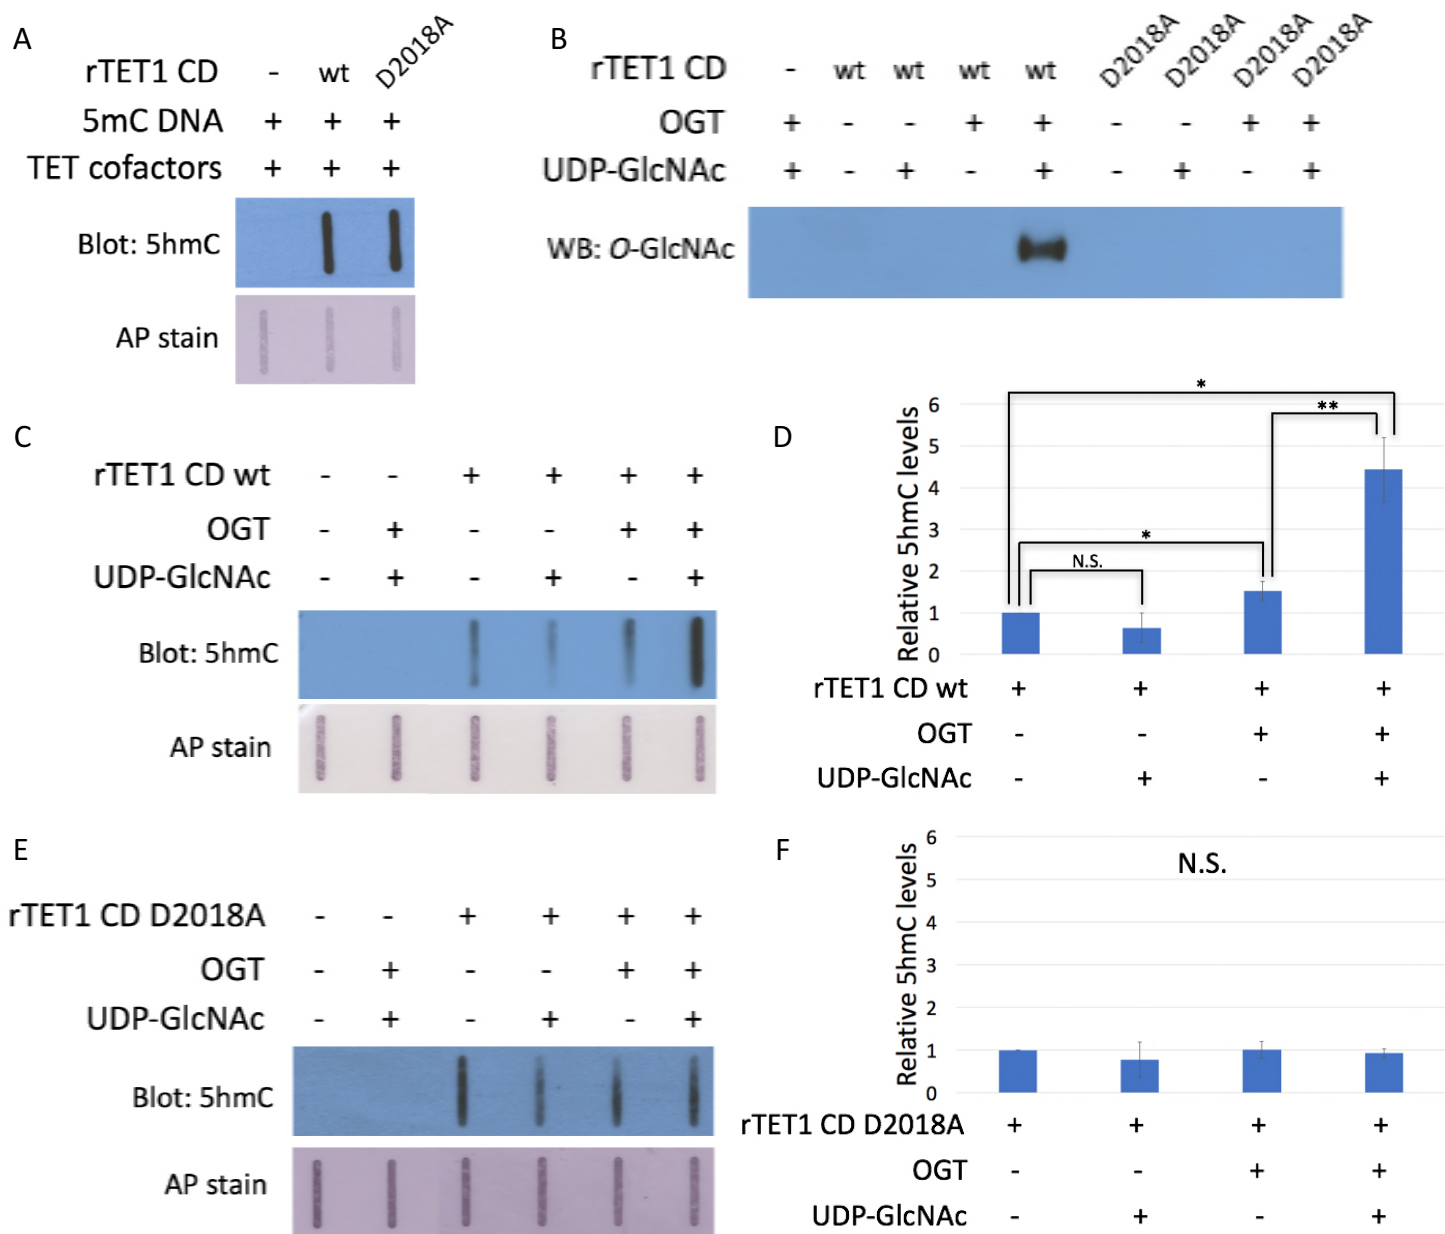 A
rTET1 CD - wt D2018A
5mC DNA + + +
TET cofactors + + +
Blot: 5hmC
AP stain
B
rTET1 CD - wt wt wt wt D2018A D2018A D2018A D2018A
OGT + - - + + - - + +
UDP-GlcNAc + - + - + - + - +
WB: O-GlcNAc
C
rTET1 CD wt - - + + + +
OGT - + - - + +
UDP-GlcNAc - + - + - +
Blot: 5hmC
AP stain
D
Relative 5hmC levels
6
5
4
3
2
1
0
*
**
*
N.S.
rTET1 CD wt + + + +
OGT - - + +
UDP-GlcNAc - + - +
E
rTET1 CD D2018A - - + + + +
OGT - + - - + +
UDP-GlcNAc - + - + - +
Blot: 5hmC
AP stain
F
Relative 5hmC levels
6
5
4
3
2
1
0
N.S.
rTET1 CD D2018A + + + +
OGT - - + +
UDP-GlcNAc - + - +